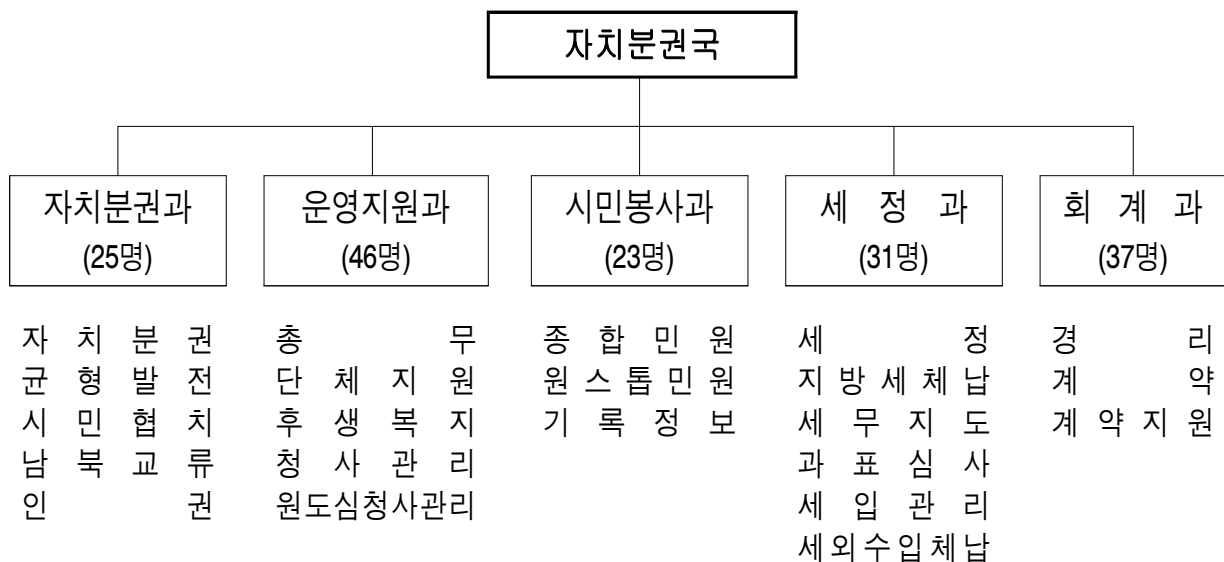 자치분권국
자치분권과
(25명)
운영지원과
(46명)
시민봉사과
(23명)
세 정 과
(31명)
회 계 과
(37명)
자 치 분 권
균 형 발 전
시 민 협 치
남 북 교 류
인 권
총 무
단 체 지 원
후 생 복 지
청 사 관 리
원도심청사관리
종 합 민 원
원 스 톱 민 원
기 록 정 보
세 정
지 방 세 체 납
세 무 지 도
과 표 심 사
세 입 관 리
세외수입체납
경 리
계 약
계 약 지 원